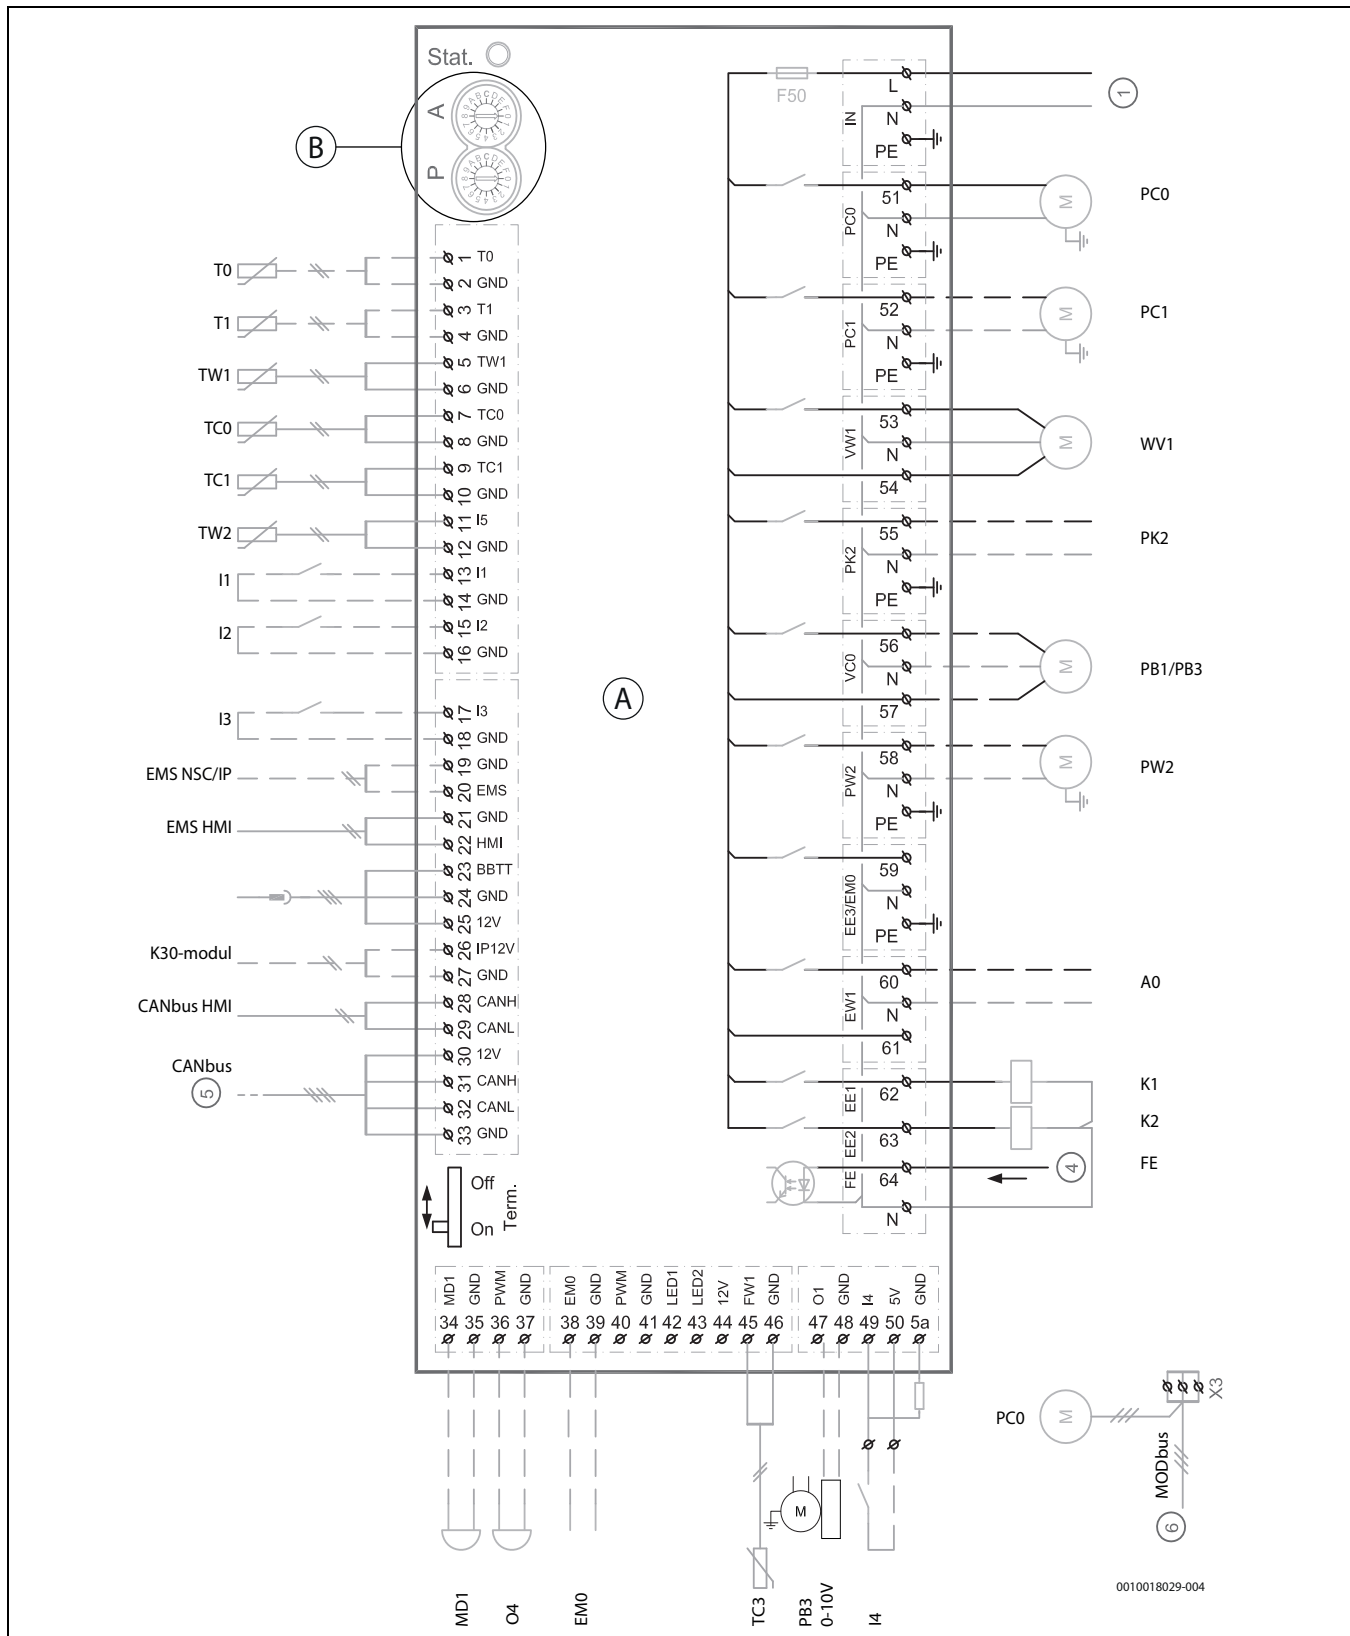 Stat.
A
P
B
F50
L
N
PE
IN
1
51
N
PE
PC0
M
PC0
52
N
PE
PC1
M
PC1
53
N
54
VW1
M
WV1
55
N
PE
PK2
PK2
56
N
57
VC0
M
PB1/PB3
58
N
PE
PW2
M
PW2
59
N
PE
EE3/EM0
60
N
61
EW1
A0
62
EE1
K1
63
EE2
K2
64
FE
N
4
FE
A
T0
1 T0
2 GND
T1
3 T1
4 GND
TW1
5 TW1
6 GND
TC0
7 TC0
8 GND
TC1
9 TC1
10 GND
TW2
11 I5
12 GND
I1
13 I1
14 GND
I2
15 I2
16 GND
I3
17 I3
18 GND
EMS NSC/IP
19 GND
20 EMS
EMS HMI
21 GND
22 HMI
23 BBTT
24 GND
25 12V
K30-modul
26 IP12V
27 GND
CANbus HMI
28 CANH
29 CANL
CANbus
5
30 12V
31 CANH
32 CANL
33 GND
Off
On
Term.
MD1 GND PWM GND
34 35 36 37
EM0 GND PWM GND LED1 LED2 12V FW1 GND
38 39 40 41 42 43 44 45 46
O1 GND I4 5V GND
47 48 49 50 5a
MD1
O4
EM0
TC3
M
PB3
0-10V
I4
PC0
M
X3
MODbus
6
0010018029-004